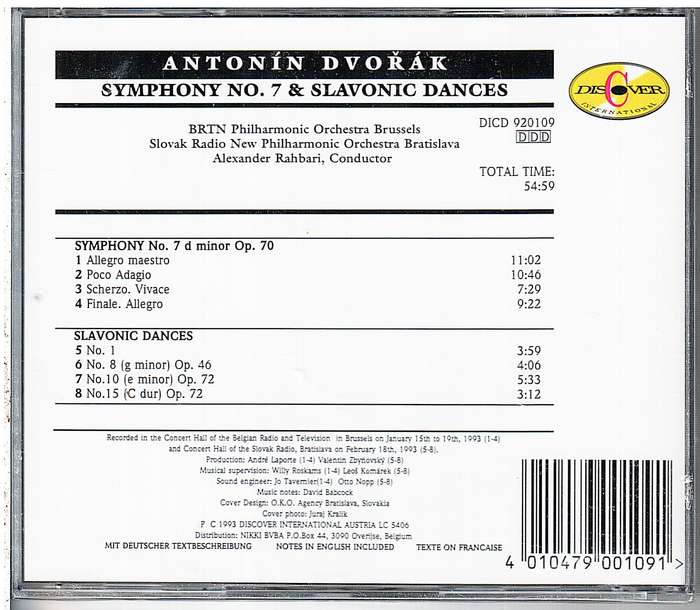 ANTONÍN DVOŘÁK
SYMPHONY NO. 7 & SLAVONIC DANCES
DISCOVER
INTERNATIONAL
BRTN Philharmonic Orchestra Brussels
Slovak Radio New Philharmonic Orchestra Bratislava
Alexander Rahbari, Conductor
DICD 920109
DDD
TOTAL TIME:
54:59
SYMPHONY No. 7 d minor Op. 70
1 Allegro maestro 11:02
2 Poco Adagio 10:46
3 Scherzo. Vivace 7:29
4 Finale. Allegro 9:22
SLAVONIC DANCES
5 No. 1 3:59
6 No. 8 (g minor) Op. 46 4:06
7 No.10 (e minor) Op. 72 5:33
8 No.15 (C dur) Op. 72 3:12
Recorded in the Concert Hall of the Belgian Radio and Television in Brussels on January 15th to 19th, 1993 (1-4)
and Concert Hall of the Slovak Radio, Bratislava on February 18th, 1993 (5-8).
Production: André Laporte (1-4) Valentin Zbynovský (5-8)
Musical supervision: Willy Roskams (1-4) Leoš Komárek (5-8)
Sound engineer: Jo Tavernier(1-4) Otto Nopp (5-8)
Music notes: David Babcock
Cover Design: O.K.O. Agency Bratislava, Slovakia
Cover photo: Juraj Kralik
P C 1993 DISCOVER INTERNATIONAL AUSTRIA LC 5406
Distribution: NIKKI BVBA P.O.Box 44, 3090 Overijse, Belgium
MIT DEUTSCHER TEXTBESCHREIBUNG NOTES IN ENGLISH INCLUDED TEXTE ON FRANCAISE
4 010479 001091 >